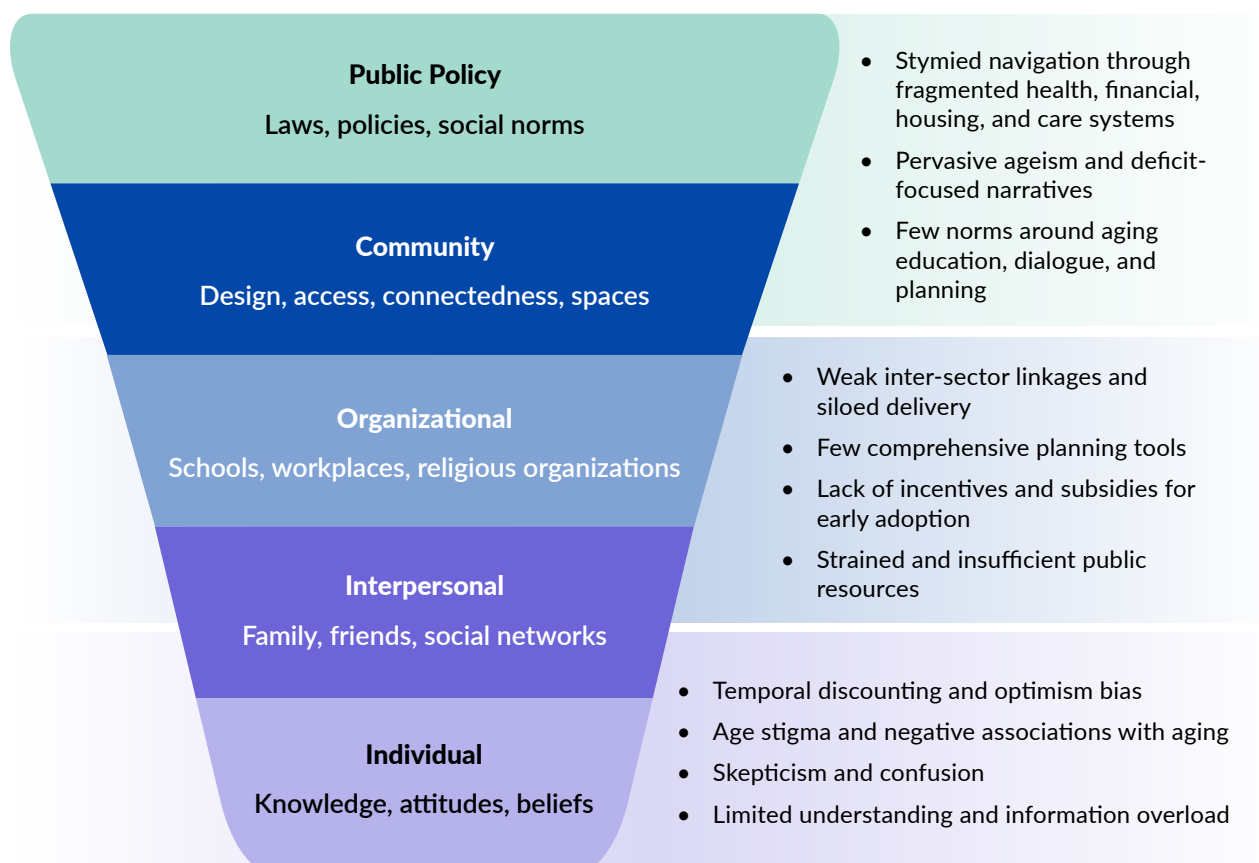 Public Policy
Laws, policies, social norms
• Stymied navigation through
fragmented health, financial,
housing, and care systems
• Pervasive ageism and deficit-
focused narratives
• Few norms around aging
education, dialogue, and
planning
Community
Design, access, connectedness, spaces
Organizational
Schools, workplaces, religious organizations
• Weak inter-sector linkages and
siloed delivery
• Few comprehensive planning tools
• Lack of incentives and subsidies for
early adoption
• Strained and insufficient public
resources
Interpersonal
Family, friends, social networks
Individual
Knowledge, attitudes, beliefs
• Temporal discounting and optimism bias
• Age stigma and negative associations with aging
• Skepticism and confusion
• Limited understanding and information overload